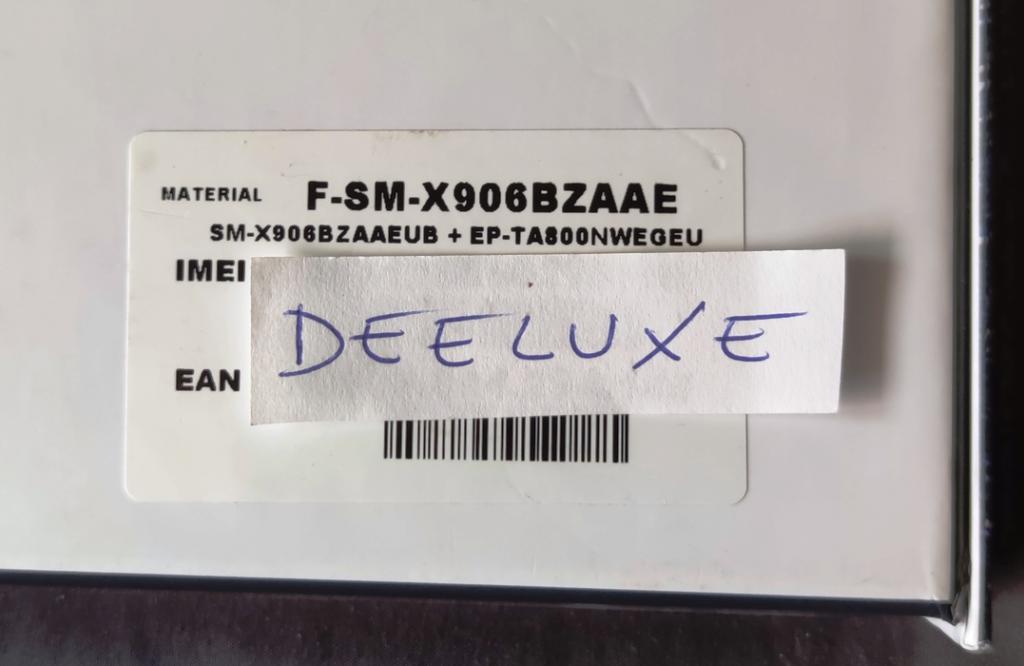 MATERIAL F-SM-X906BZAAE
SM-X906BZAAEUB + EP-TA800NWEGEU
IMEI
DEELUXE
EAN